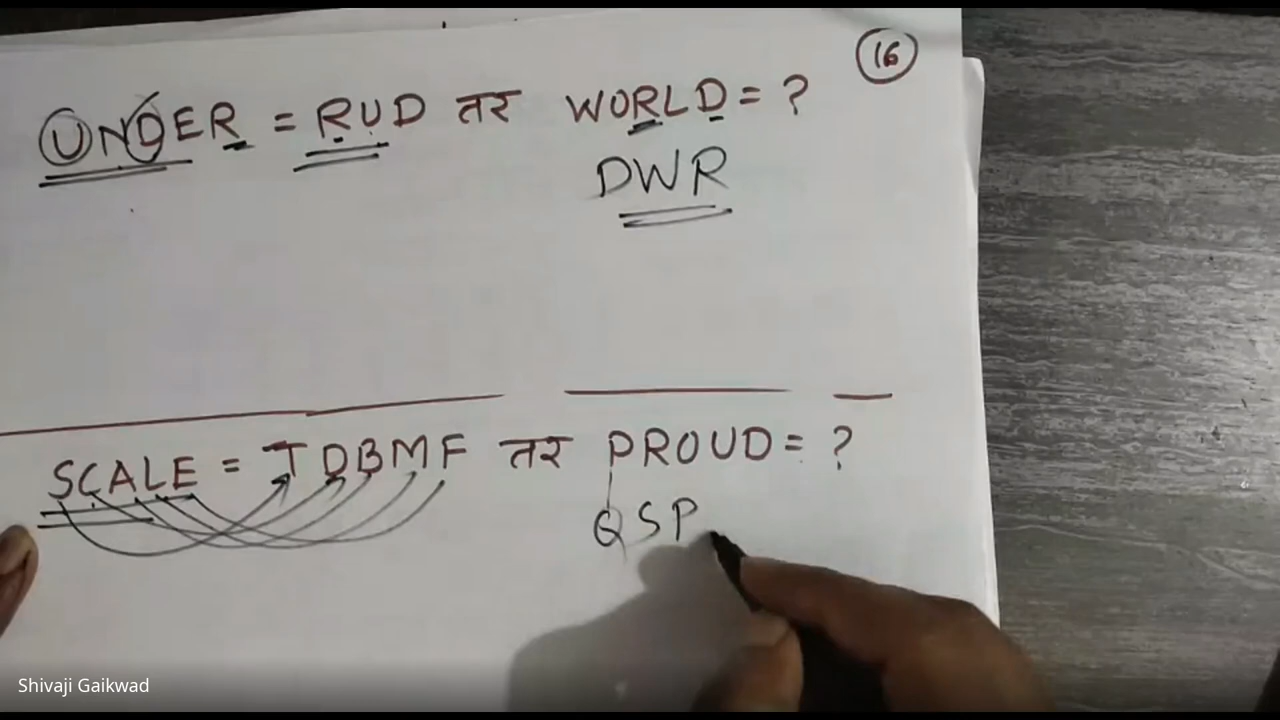 16
UNDER = RUD तर WORLD = ?
DWR
SCALE = TDBMF तर PROUD = ?
QSP
Shivaji Gaikwad